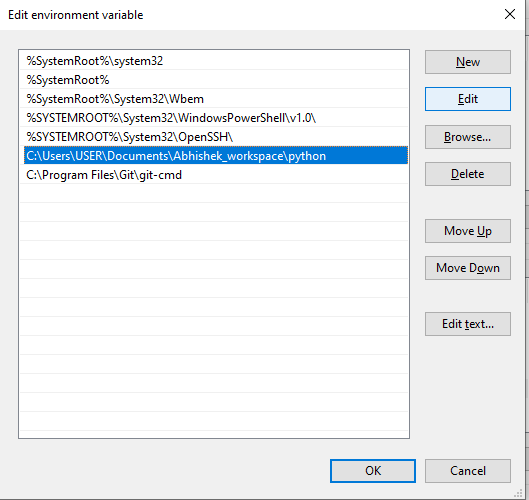 Edit environment variable
%SystemRoot%\system32
%SystemRoot%
%SystemRoot%\System32\Wbem
%SYSTEMROOT%\System32\WindowsPowerShell\v1.0\
%SYSTEMROOT%\System32\OpenSSH\
C:\Users\USER\Documents\Abhishek_workspace\python
C:\Program Files\Git\git-cmd
New
Edit
Browse...
Delete
Move Up
Move Down
Edit text...
OK
Cancel